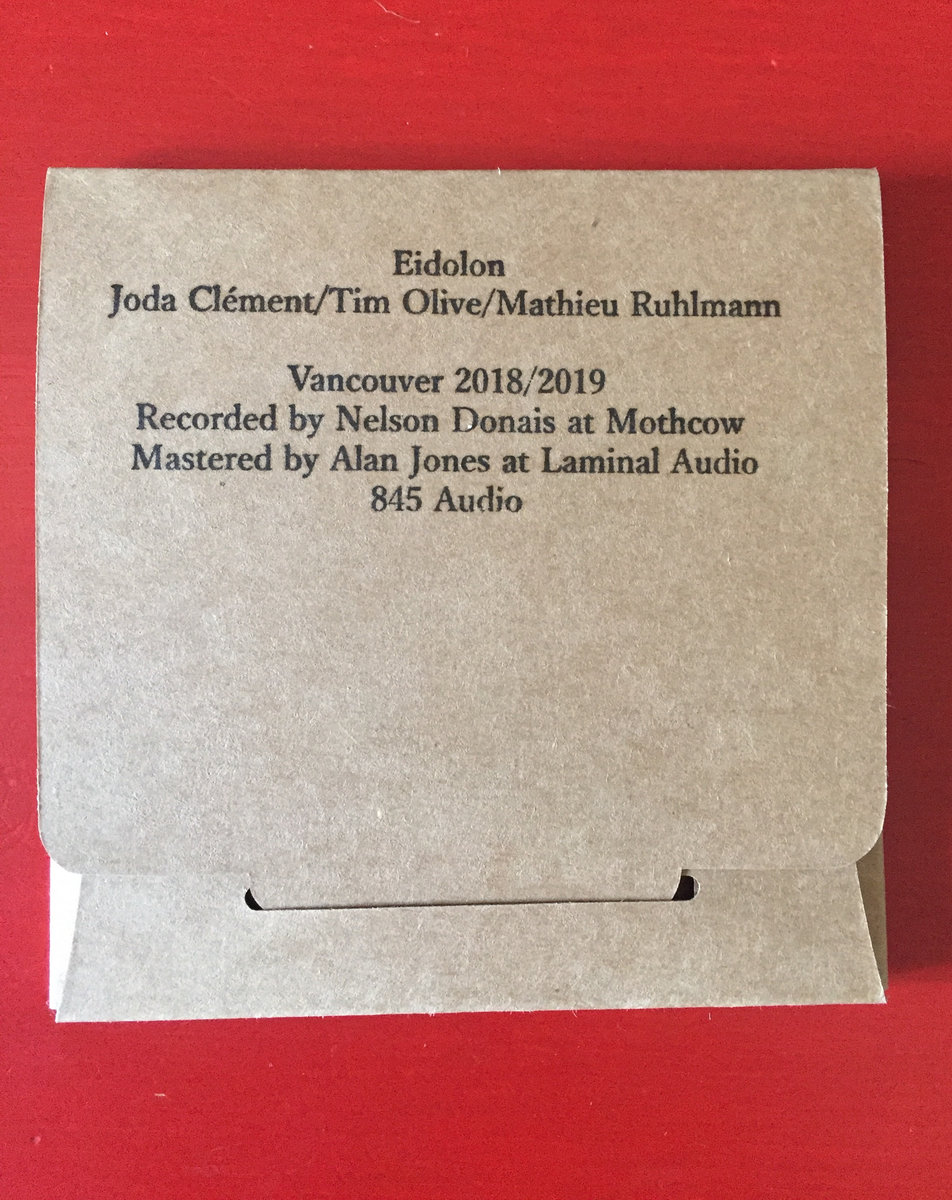 Eidolon
Joda Clément/Tim Olive/Mathieu Ruhlmann
Vancouver 2018/2019
Recorded by Nelson Donais at Mothcow
Mastered by Alan Jones at Laminal Audio
845 Audio